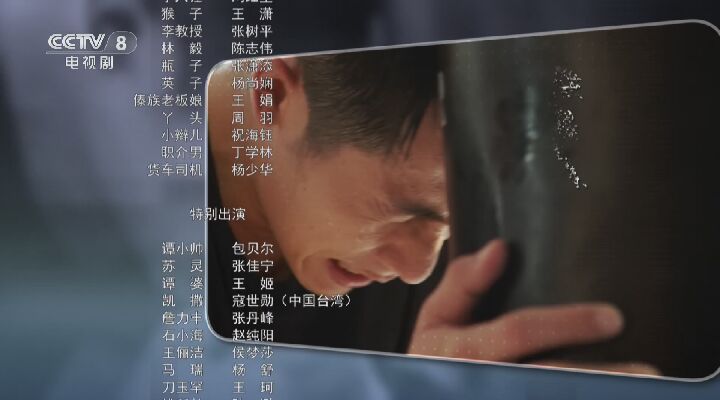 CCTV 8
电视剧
猴子 王潇
李教授 张树平
林毅 陈志伟
瓶子 张潇添
英子 杨尚娴
傣族老板娘 王娟
丫头 周羽
小辫儿 祝海钰
职介男 丁学林
货车司机 杨少华
特别出演
谭小帅 包贝尔
苏灵 张佳宁
谭婆 王姬
凯撒 寇世勋（中国台湾）
詹力丰 张丹峰
石小海 赵纯阳
王俪洁 侯梦莎
马瑞 杨舒
刀玉罕 王珂